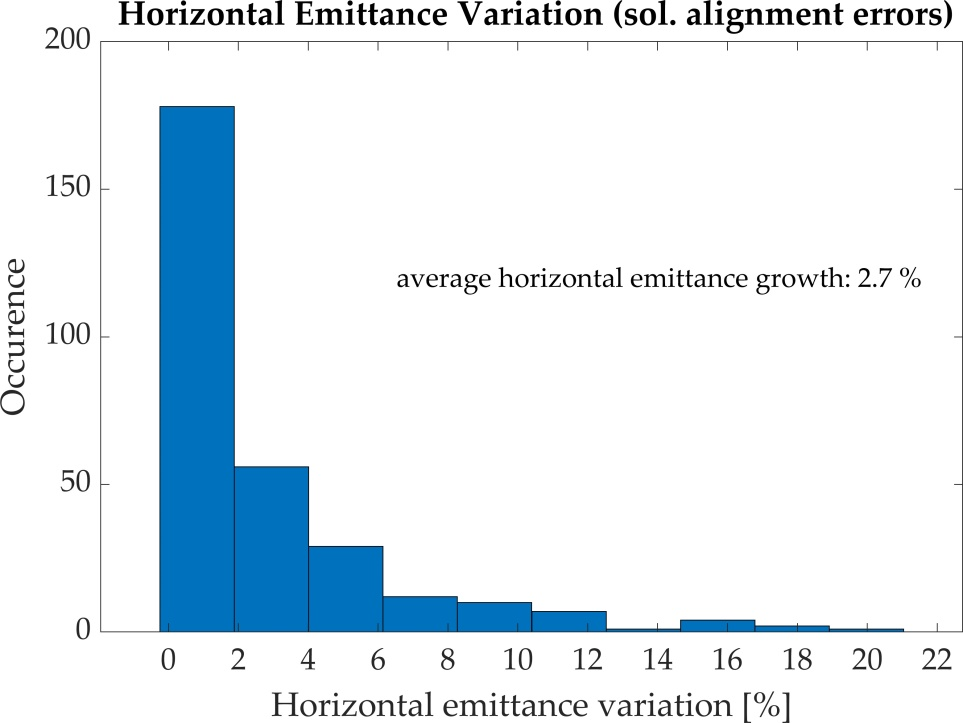 Horizontal Emittance Variation (sol. alignment errors)
200
150
100
50
0
Occurence
average horizontal emittance growth: 2.7 %
0 2 4 6 8 10 12 14 16 18 20 22
Horizontal emittance variation [%]